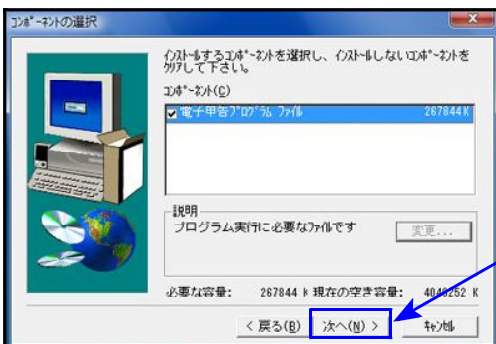 コンポーネントの選択
インストールするコンポーネントを選択し、インストールしないコンポーネントを
クリアして下さい。
コンポーネント(C)
電子申告プログラム ファイル 267844 K
説明
プログラム実行に必要なファイルです
変更...
必要な容量: 267844 K 現在の空き容量: 4040252 K
< 戻る(B) 次へ(N) > キャンセル